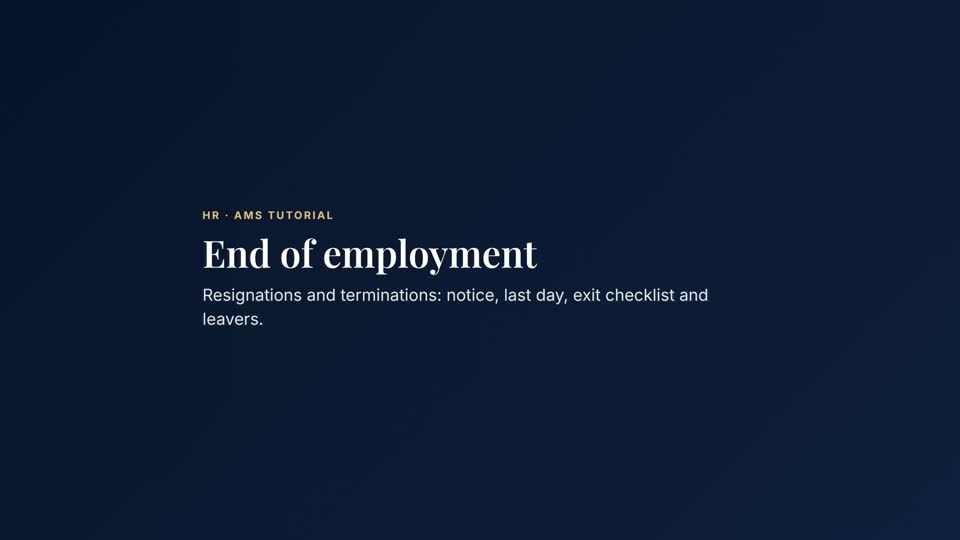 HR · AMS TUTORIAL
End of employment
Resignations and terminations: notice, last day, exit checklist and
leavers.